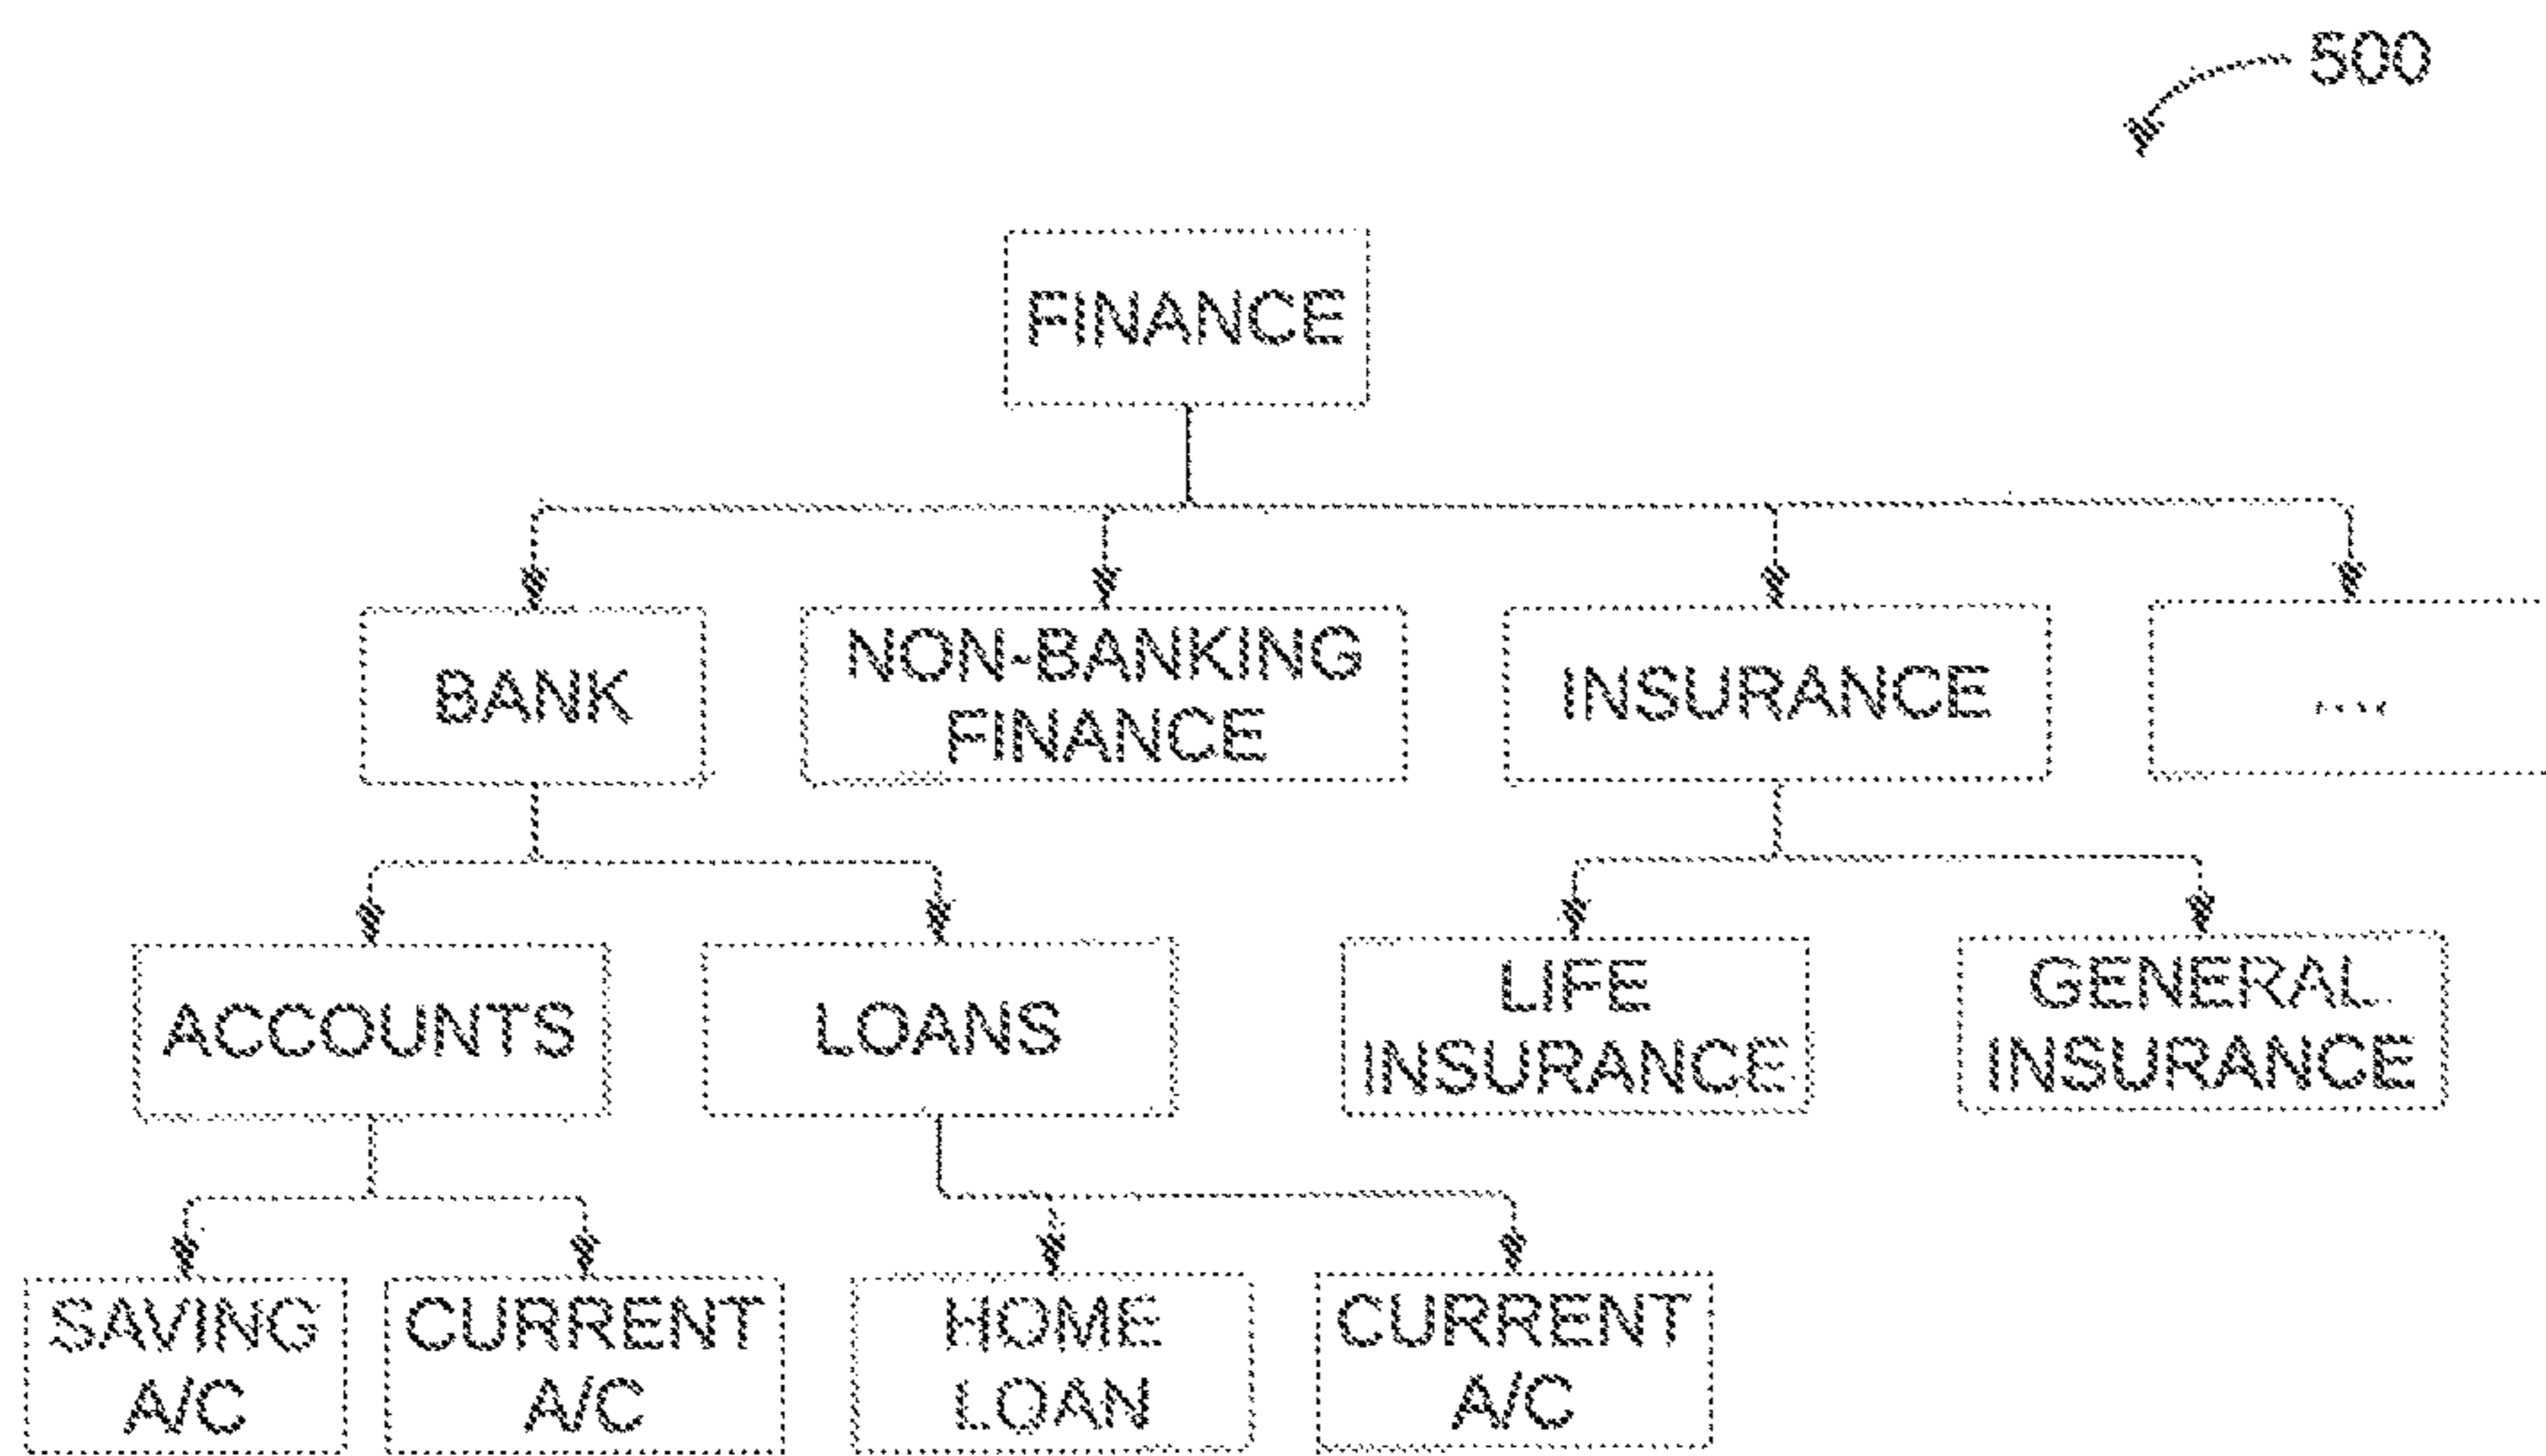 500
FINANCE
BANK
NON-BANKING
FINANCE
INSURANCE
....
ACCOUNTS
LOANS
LIFE
INSURANCE
GENERAL
INSURANCE
SAVING
A/C
CURRENT
A/C
HOME
LOAN
CURRENT
A/C